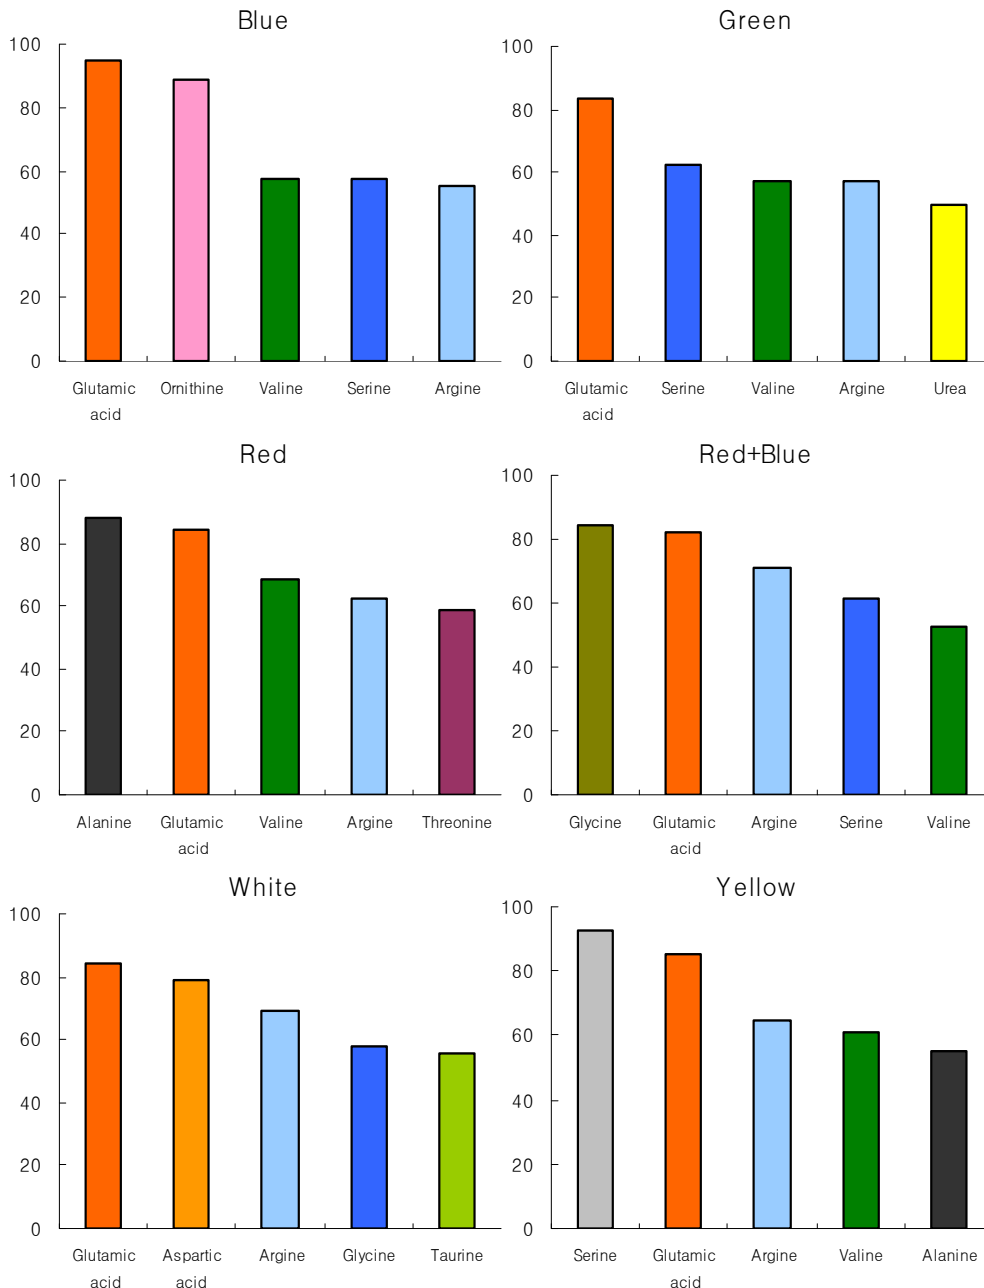 Blue
100
80
60
40
20
0
Glutamic acid
Ornithine
Valine
Serine
Argine
Green
100
80
60
40
20
0
Glutamic acid
Serine
Valine
Argine
Urea
Red
100
80
60
40
20
0
Alanine
Glutamic acid
Valine
Argine
Threonine
Red+Blue
100
80
60
40
20
0
Glycine
Glutamic acid
Argine
Serine
Valine
White
100
80
60
40
20
0
Glutamic acid
Aspartic acid
Argine
Glycine
Taurine
Yellow
100
80
60
40
20
0
Serine
Glutamic acid
Argine
Valine
Alanine